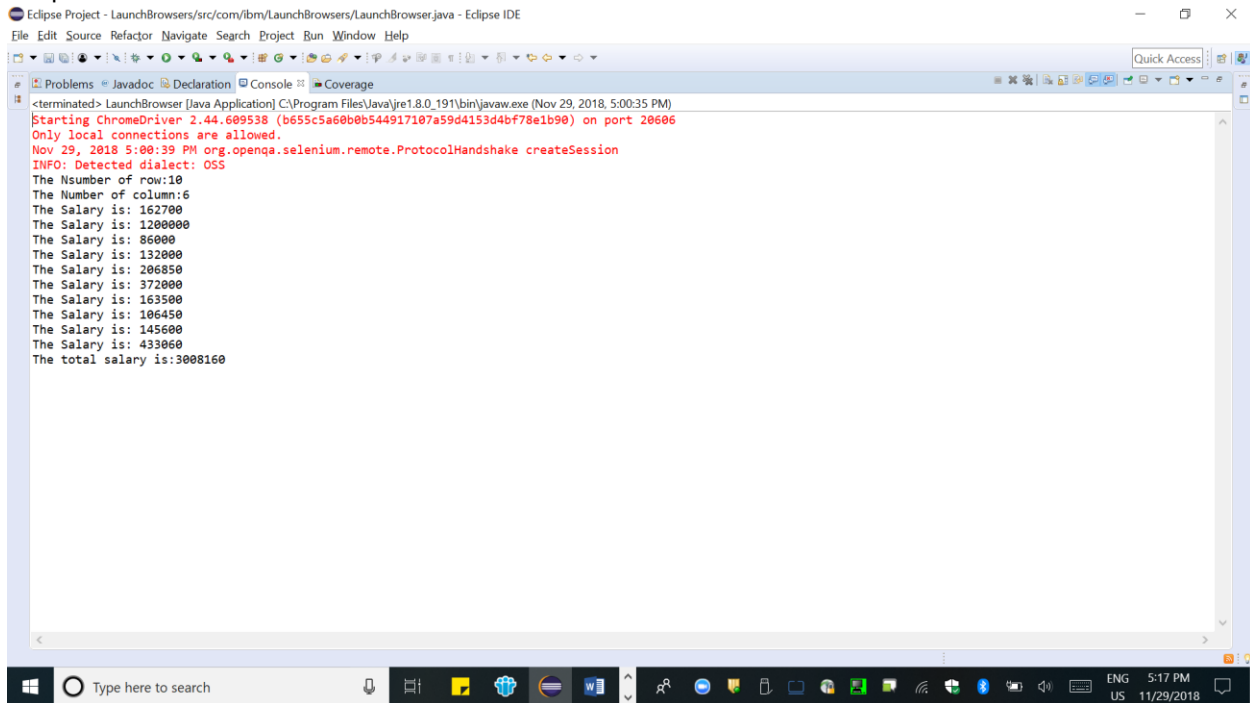 Eclipse Project - LaunchBrowsers/src/com/ibm/LaunchBrowsers/LaunchBrowser.java - Eclipse IDE
File Edit Source Refactor Navigate Search Project Run Window Help
Quick Access
Problems Javadoc Declaration Console Coverage
<terminated> LaunchBrowser [Java Application] C:\Program Files\Java\jre1.8.0_191\bin\javaw.exe (Nov 29, 2018, 5:00:35 PM)
Starting ChromeDriver 2.44.609538 (b655c5a60b0b544917107a59d4153d4bf78e1b90) on port 20606
Only local connections are allowed.
Nov 29, 2018 5:00:39 PM org.openqa.selenium.remote.ProtocolHandshake createSession
INFO: Detected dialect: OSS
The Nsumber of row:10
The Number of column:6
The Salary is: 162700
The Salary is: 1200000
The Salary is: 86000
The Salary is: 132000
The Salary is: 206850
The Salary is: 372000
The Salary is: 163500
The Salary is: 106450
The Salary is: 145600
The Salary is: 433060
The total salary is:3008160
Type here to search
ENG 5:17 PM
US 11/29/2018